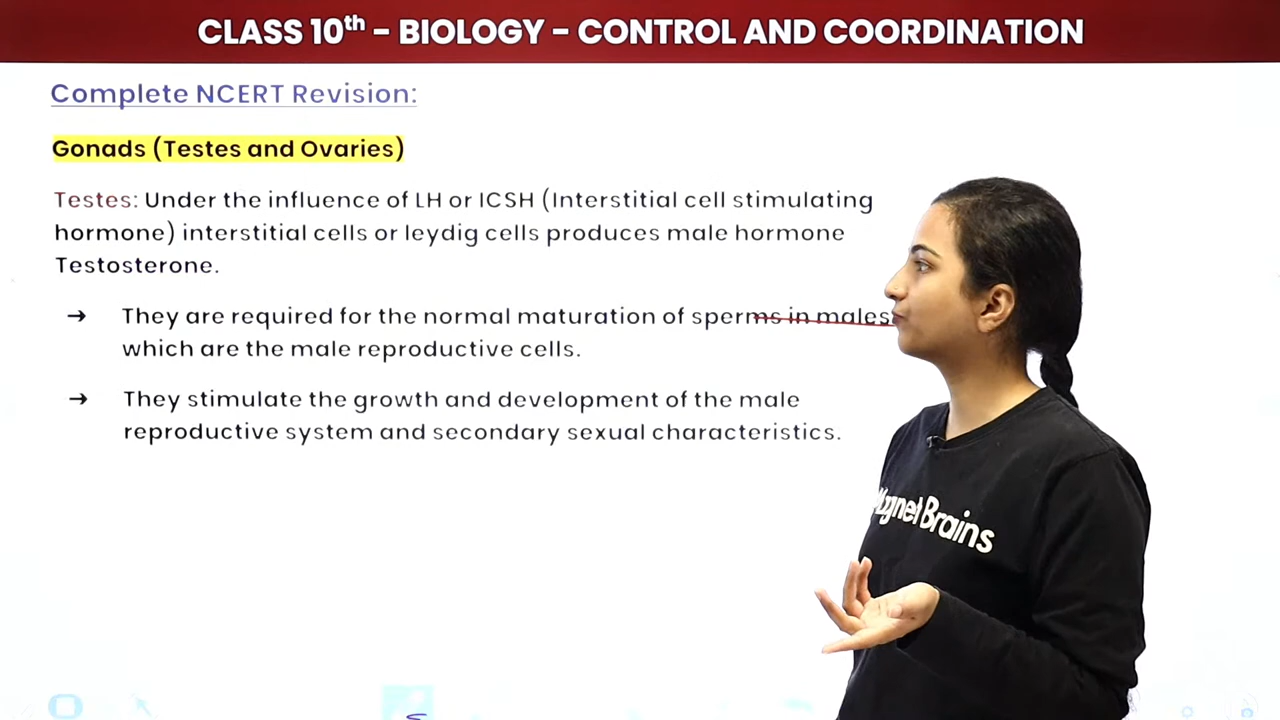 CLASS 10th – BIOLOGY – CONTROL AND COORDINATION
Complete NCERT Revision:
Gonads (Testes and Ovaries)
Testes: Under the influence of LH or ICSH (Interstitial cell stimulating
hormone) interstitial cells or leydig cells produces male hormone
Testosterone.
➔ They are required for the normal maturation of sperms in males
which are the male reproductive cells.
➔ They stimulate the growth and development of the male
reproductive system and secondary sexual characteristics.
Magnet Brains